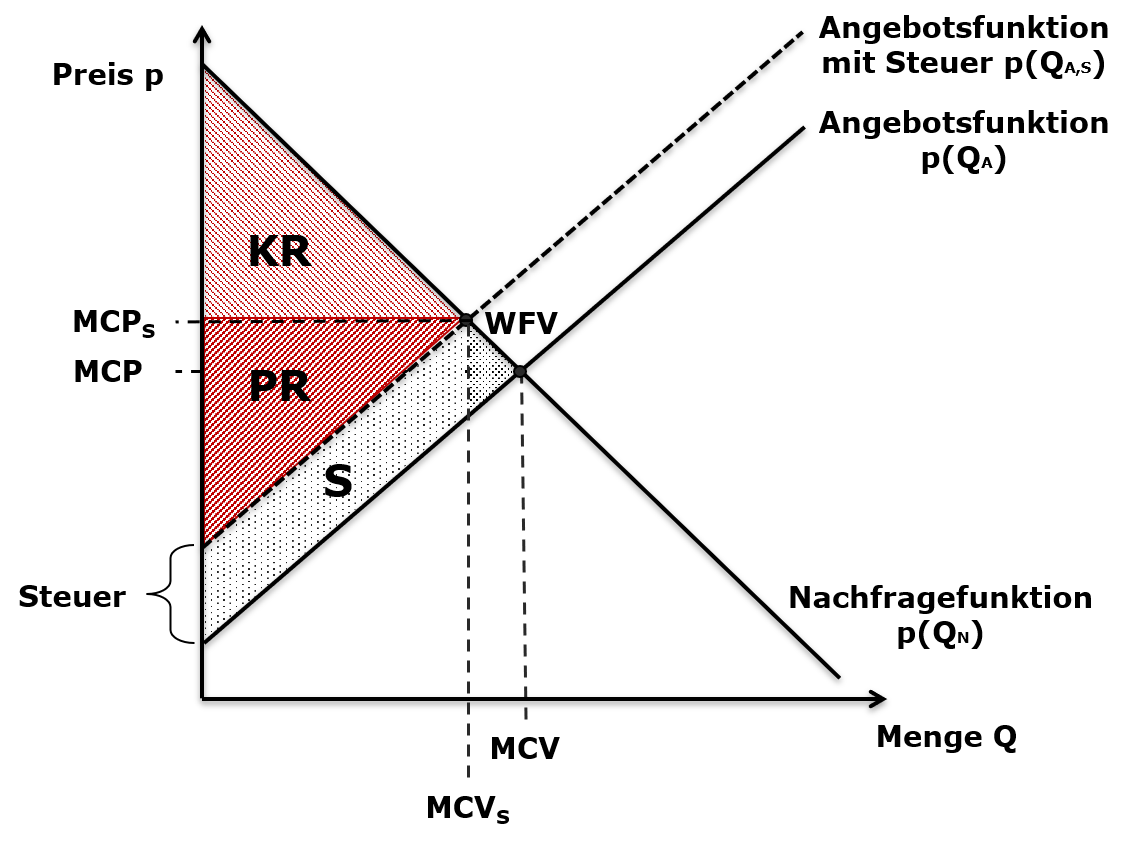 Angebotsfunktion
mit Steuer p(QA,S)
Preis p
Angebotsfunktion
p(QA)
KR
MCPS
WFV
MCP
PR
S
Steuer
Nachfragefunktion
p(QN)
Menge Q
MCV
MCVS